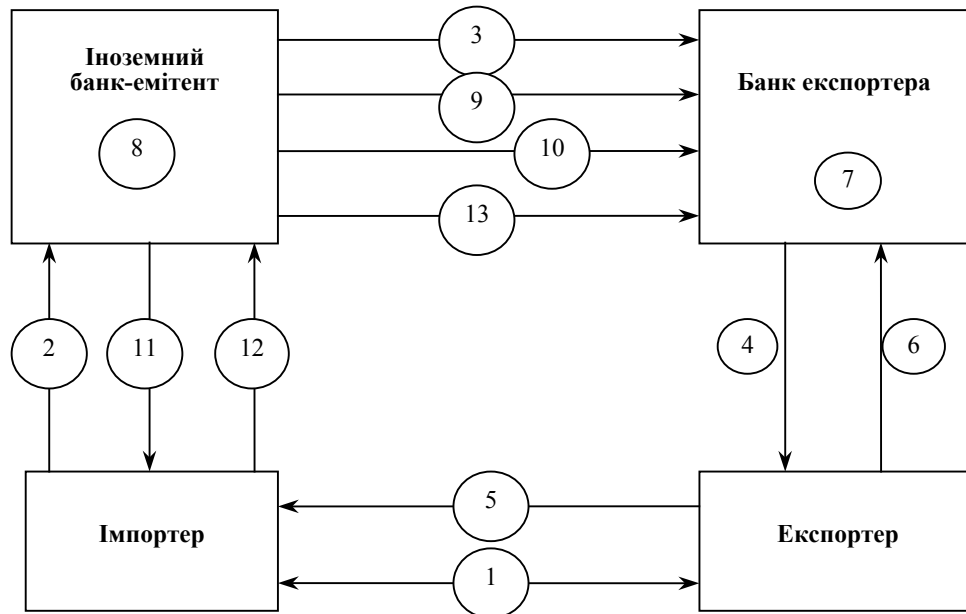 Іноземний
банк-емітент
8
3
9
10
13
Банк експортера
7
2
11
12
4
6
Імпортер
5
1
Експортер